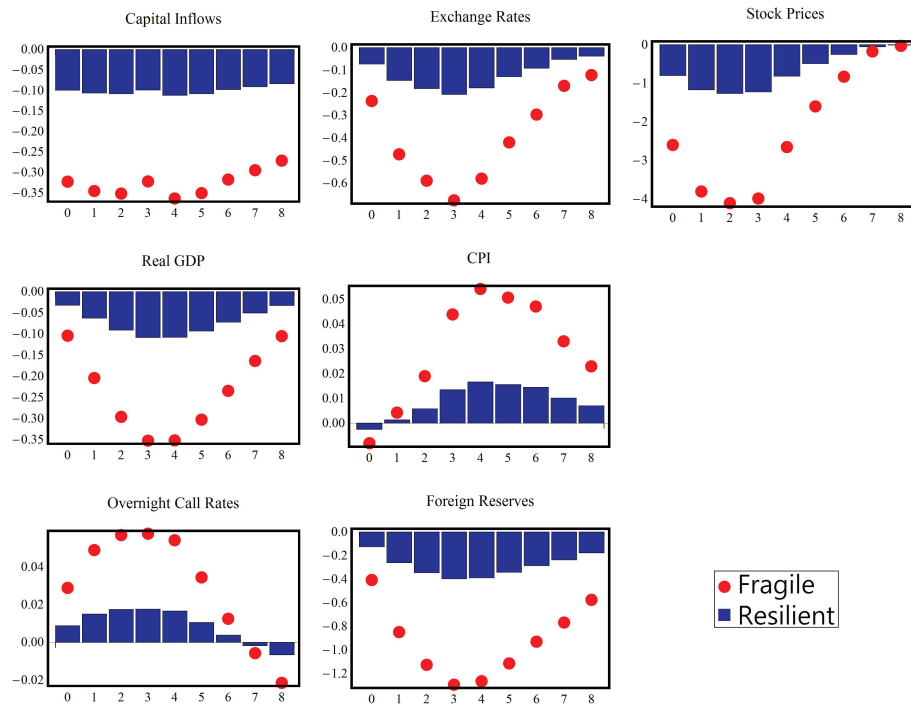 Capital Inflows
0.00
−0.05
−0.10
−0.15
−0.20
−0.25
−0.30
−0.35
0 1 2 3 4 5 6 7 8
Exchange Rates
0.0
−0.1
−0.2
−0.3
−0.4
−0.5
−0.6
0 1 2 3 4 5 6 7 8
Stock Prices
0
−1
−2
−3
−4
0 1 2 3 4 5 6 7 8
Real GDP
0.00
−0.05
−0.10
−0.15
−0.20
−0.25
−0.30
−0.35
0 1 2 3 4 5 6 7 8
CPI
0.05
0.04
0.03
0.02
0.01
0.00
0 1 2 3 4 5 6 7 8
Overnight Call Rates
0.04
0.02
0.00
−0.02
0 1 2 3 4 5 6 7 8
Foreign Reserves
0.0
−0.2
−0.4
−0.6
−0.8
−1.0
−1.2
0 1 2 3 4 5 6 7 8
Fragile
Resilient